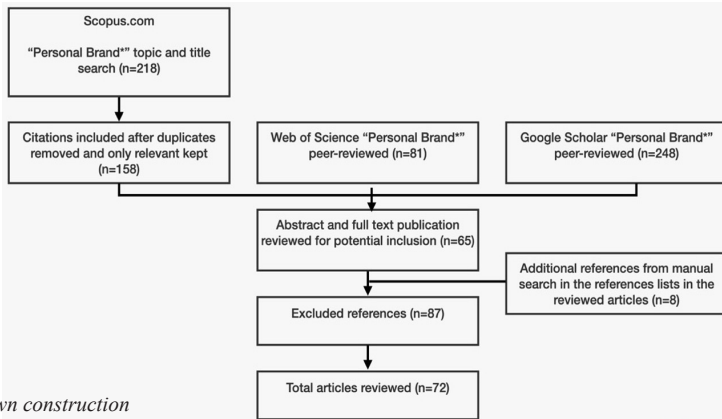 Scopus.com
“Personal Brand*” topic and title
search (n=218)
Citations included after duplicates
removed and only relevant kept
(n=158)
Web of Science “Personal Brand*”
peer-reviewed (n=81)
Google Scholar “Personal Brand*”
peer-reviewed (n=248)
Abstract and full text publication
reviewed for potential inclusion (n=65)
Additional references from manual
search in the references lists in the
reviewed articles (n=8)
Excluded references (n=87)
Total articles reviewed (n=72)
construction